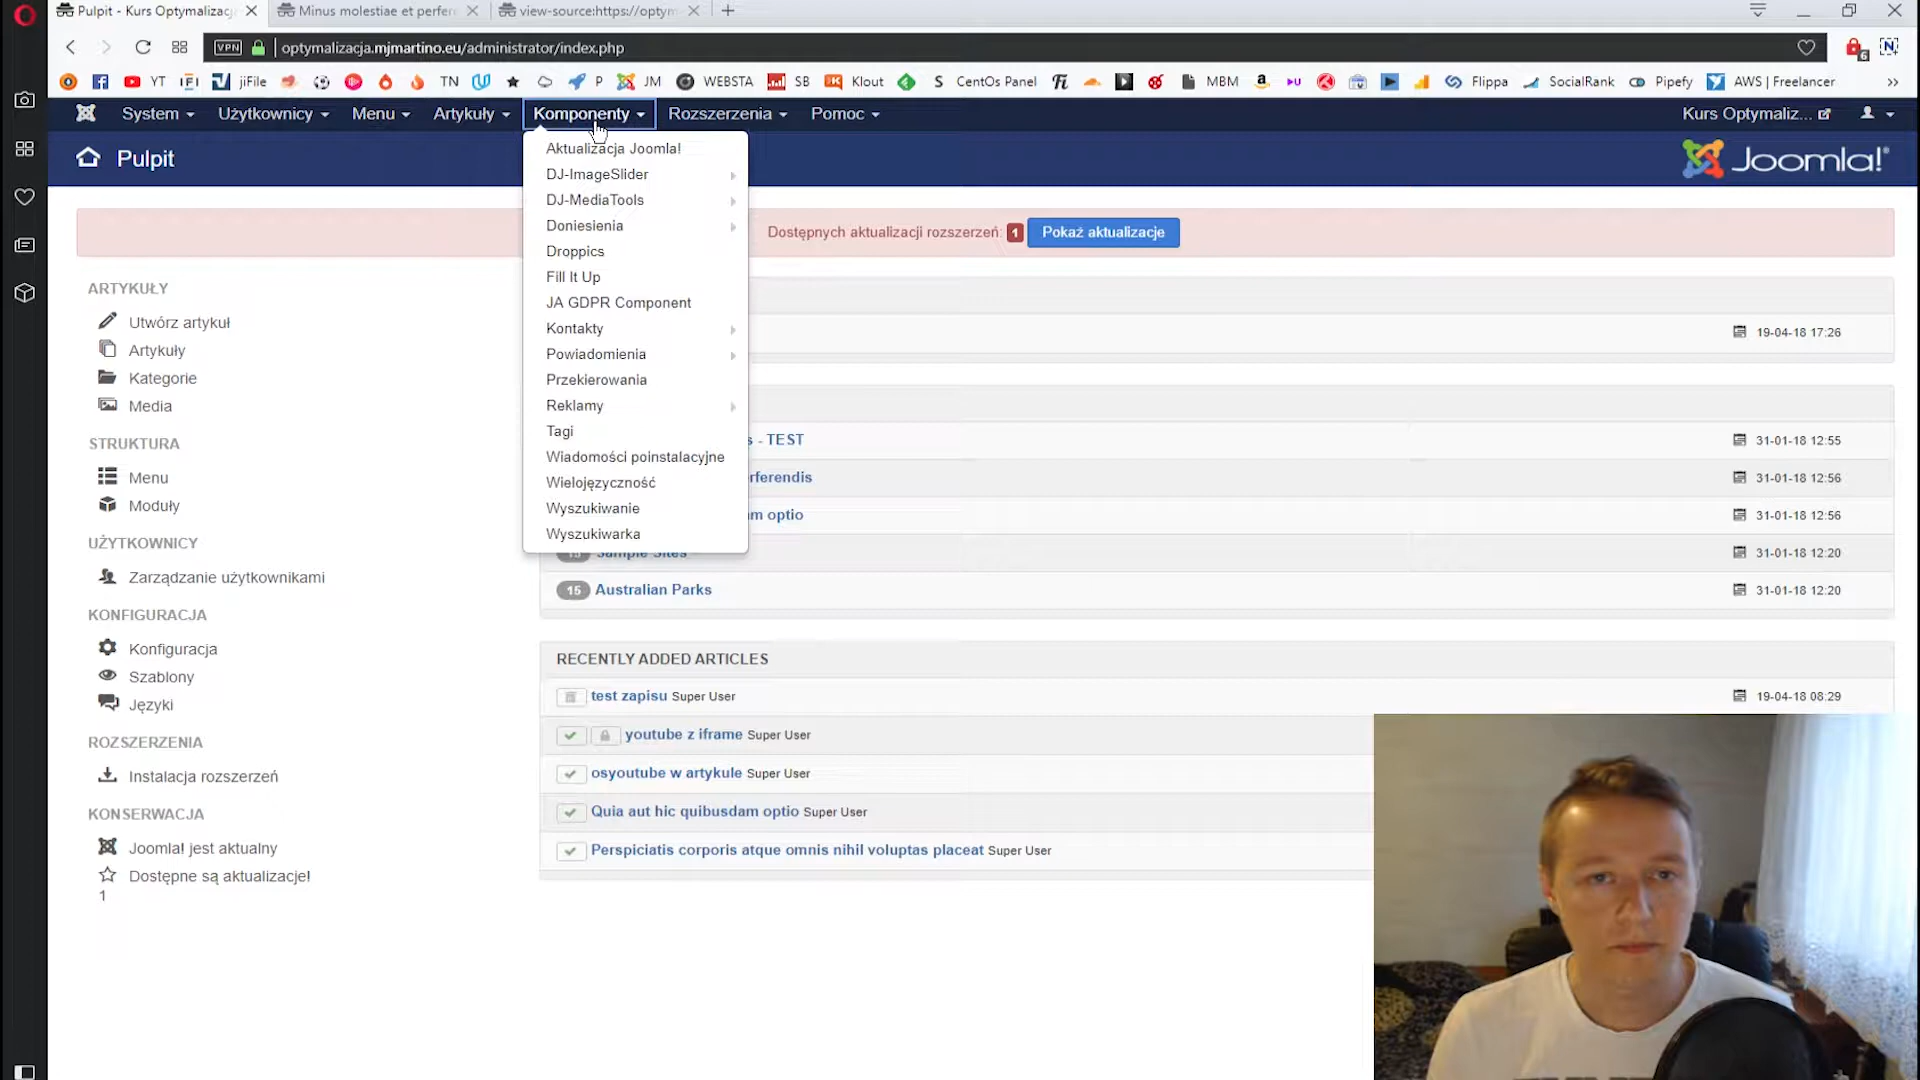 Pulpit - Kurs Optymalizacj
Minus molestiae et perfere
view-source:https://optym
VPN optymalizacja.mjmartino.eu/administrator/index.php
YT jiFile TN P JM WEBSTA SB Klout S CentOs Panel MBM Flippa SocialRank Pipefy AWS | Freelancer
System Użytkownicy Menu Artykuły Komponenty Rozszerzenia Pomoc Kurs Optymaliz...
Pulpit
Joomla!
Dostępnych aktualizacji rozszerzeń: 1 Pokaż aktualizacje
Aktualizacja Joomla!
DJ-ImageSlider
DJ-MediaTools
Doniesienia
Droppics
Fill It Up
JA GDPR Component
Kontakty
Powiadomienia
Przekierowania
Reklamy
Tagi
Wiadomości poinstalacyjne
Wielojęzyczność
Wyszukiwanie
Wyszukiwarka
ARTYKUŁY
Utwórz artykuł
Artykuły
Kategorie
Media
STRUKTURA
Menu
Moduły
UŻYTKOWNICY
Zarządzanie użytkownikami
KONFIGURACJA
Konfiguracja
Szablony
Języki
ROZSZERZENIA
Instalacja rozszerzeń
KONSERWACJA
Joomla! jest aktualny
Dostępne są aktualizacje!
1
19-04-18 17:26
s - TEST 31-01-18 12:55
rferendis 31-01-18 12:56
am optio 31-01-18 12:56
15 Sample Sites 31-01-18 12:20
15 Australian Parks 31-01-18 12:20
RECENTLY ADDED ARTICLES
test zapisu Super User 19-04-18 08:29
youtube z iframe Super User
osyoutube w artykule Super User
Quia aut hic quibusdam optio Super User
Perspiciatis corporis atque omnis nihil voluptas placeat Super User